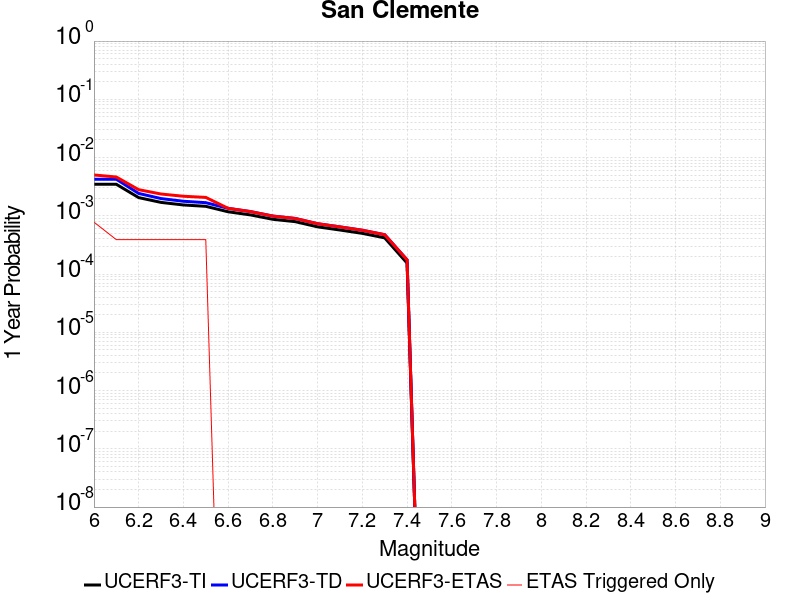 San Clemente
10^0
10^-1
10^-2
10^-3
10^-4
10^-5
10^-6
10^-7
10^-8
1 Year Probability
6 6.2 6.4 6.6 6.8 7 7.2 7.4 7.6 7.8 8 8.2 8.4 8.6 8.8 9
Magnitude
UCERF3-TI UCERF3-TD UCERF3-ETAS ETAS Triggered Only